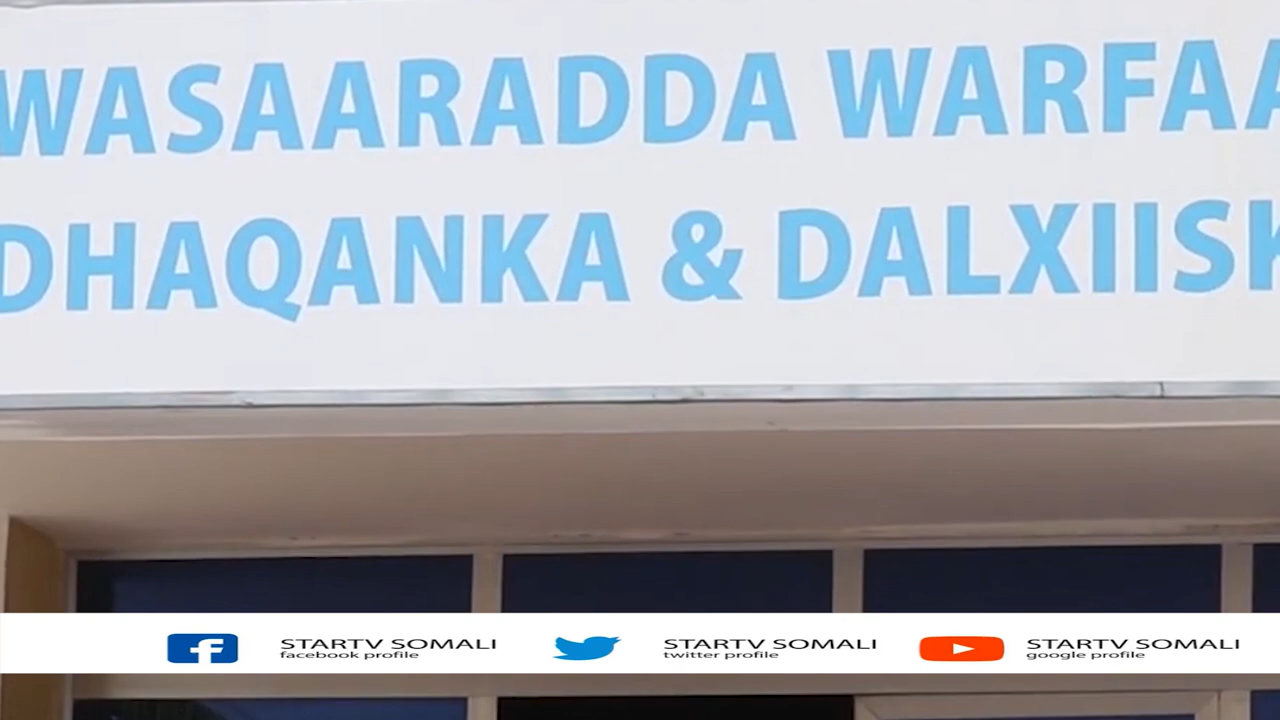 WASAARADDA WARFAA
DHAQANKA & DALXIISK
STARTV SOMALI
facebook profile
STARTV SOMALI
twitter profile
STARTV SOMALI
google profile